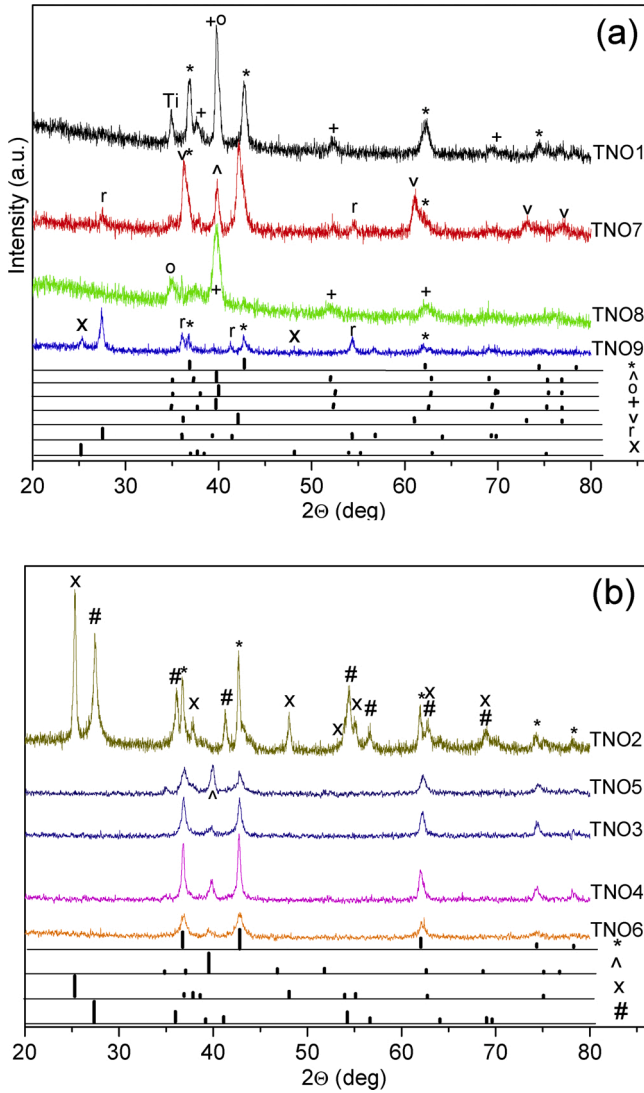 (a)
+o
*
*
Ti
+
*
+
+
*
TNO1
v*
^
r
r
v
*
v
v
TNO7
o
+
+
+
TNO8
x
r
*
r
*
x
r
*
TNO9
*
^
o
+
v
r
x
Intensity (a.u.)
20 30 40 50 60 70 80
2Θ (deg)
(b)
x
#
*
#
*
x
#
x
#
x
x
#
*
x
#
x
#
*
*
TNO2
^
TNO5
TNO3
TNO4
TNO6
*
^
x
#
20 30 40 50 60 70 80
2Θ (deg)